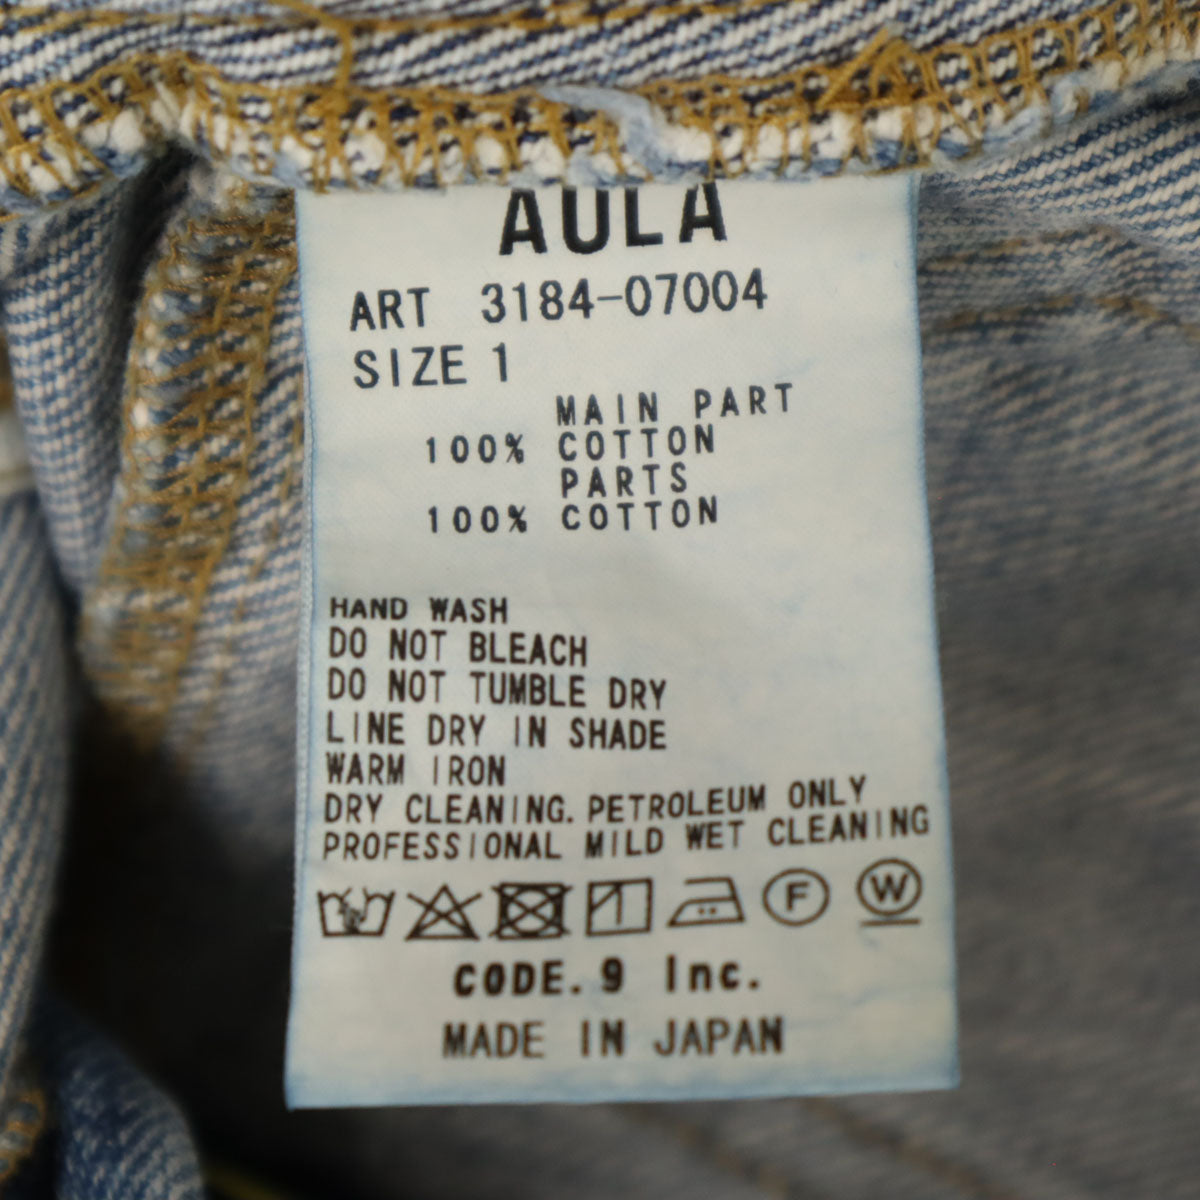 AULA
ART 3184-07004
SIZE 1
MAIN PART
100% COTTON
PARTS
100% COTTON
HAND WASH
DO NOT BLEACH
DO NOT TUMBLE DRY
LINE DRY IN SHADE
WARM IRON
DRY CLEANING. PETROLEUM ONLY
PROFESSIONAL MILD WET CLEANING
F W
CODE. 9 Inc.
MADE IN JAPAN